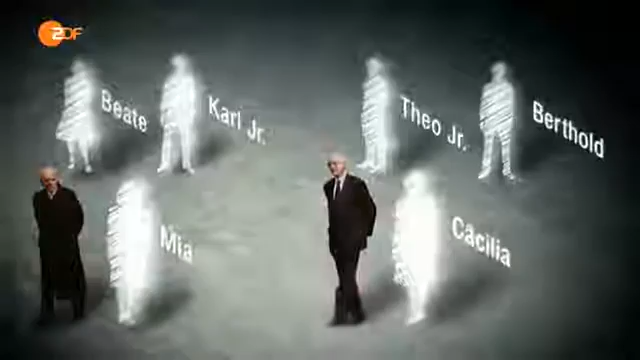 ZDF
Beate
Karl Jr.
Theo Jr.
Berthold
Mia
Cäcilia